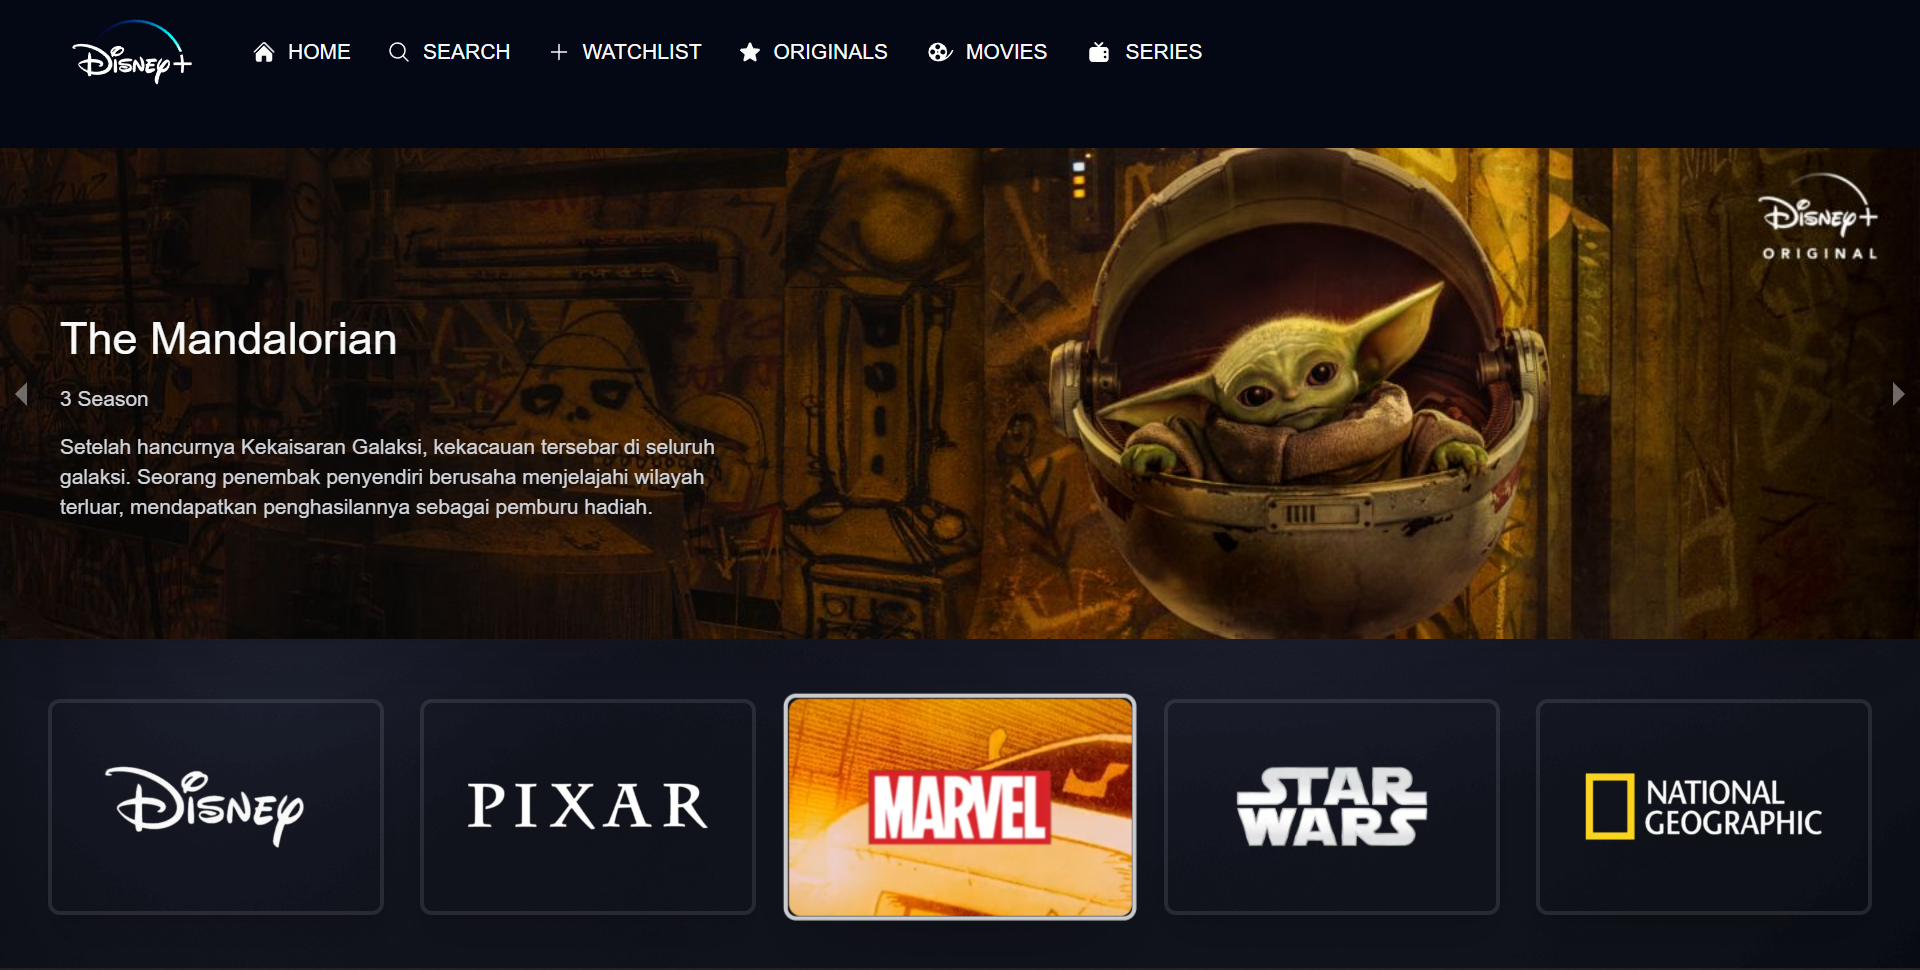 Disney+
HOME
SEARCH
WATCHLIST
ORIGINALS
MOVIES
SERIES
Disney+
ORIGINAL
The Mandalorian
3 Season
Setelah hancurnya Kekaisaran Galaksi, kekacauan tersebar di seluruh
galaksi. Seorang penembak penyendiri berusaha menjelajahi wilayah
terluar, mendapatkan penghasilannya sebagai pemburu hadiah.
Disney
PIXAR
MARVEL
STAR
WARS
NATIONAL
GEOGRAPHIC